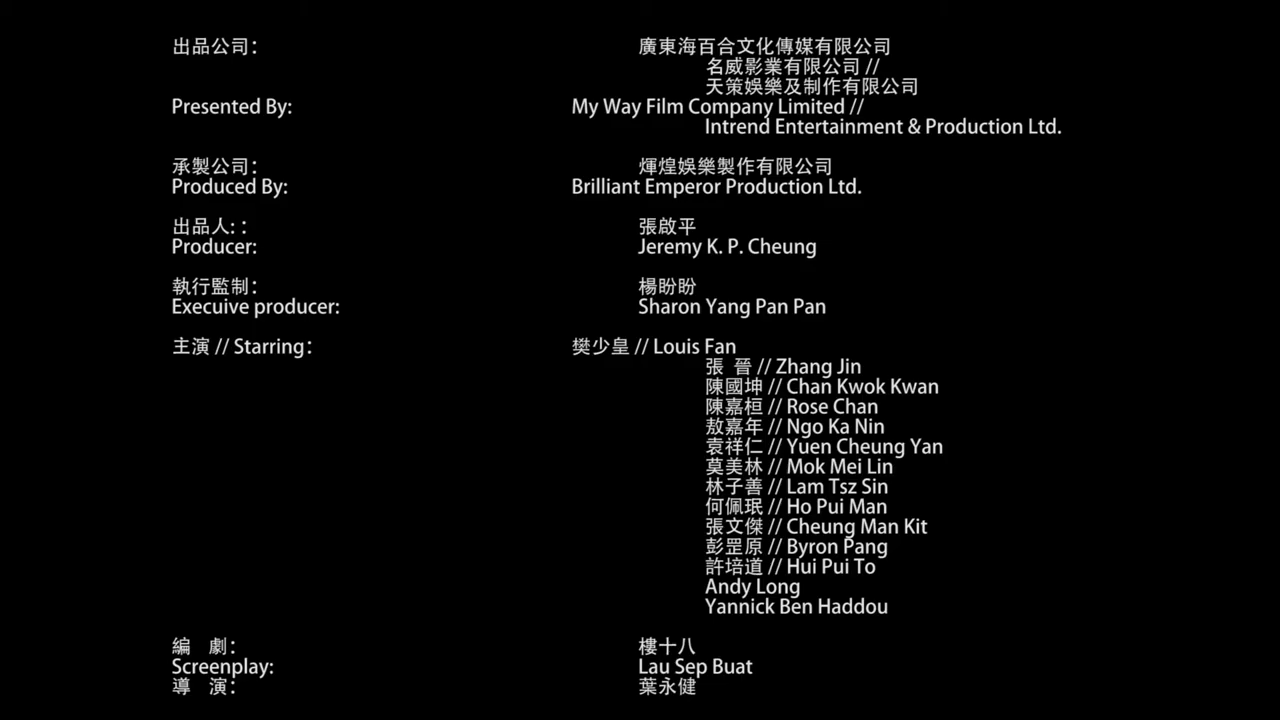 出品公司： 廣東海百合文化傳媒有限公司
名威影業有限公司 //
天策娛樂及制作有限公司
Presented By: My Way Film Company Limited //
Intrend Entertainment & Production Ltd.
承製公司： 煇煌娛樂製作有限公司
Produced By: Brilliant Emperor Production Ltd.
出品人: ： 張啟平
Producer: Jeremy K. P. Cheung
執行監制： 楊盼盼
Execuive producer: Sharon Yang Pan Pan
主演 // Starring： 樊少皇 // Louis Fan
張 晉 // Zhang Jin
陳國坤 // Chan Kwok Kwan
陳嘉桓 // Rose Chan
敖嘉年 // Ngo Ka Nin
袁祥仁 // Yuen Cheung Yan
莫美林 // Mok Mei Lin
林子善 // Lam Tsz Sin
何佩珉 // Ho Pui Man
張文傑 // Cheung Man Kit
彭罡原 // Byron Pang
許培道 // Hui Pui To
Andy Long
Yannick Ben Haddou
編 劇： 樓十八
Screenplay: Lau Sep Buat
導 演： 葉永健